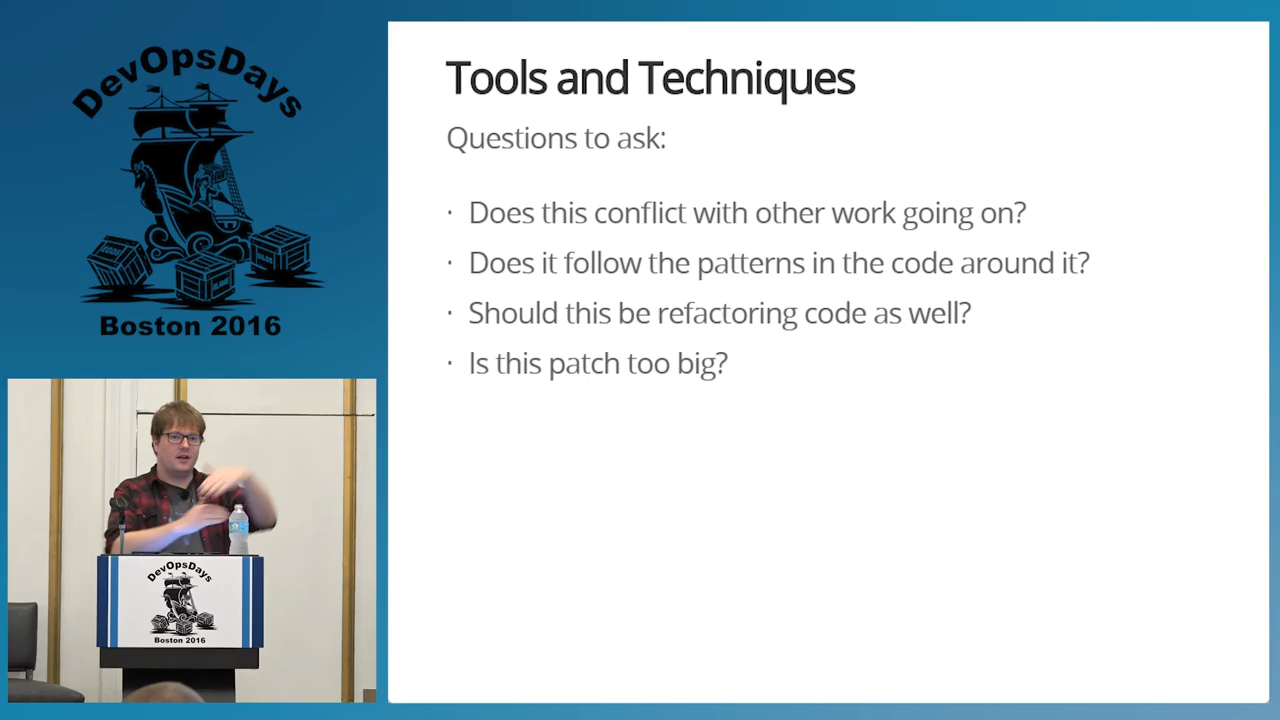 DevOpsDays
Boston 2016
Tools and Techniques
Questions to ask:
· Does this conflict with other work going on?
· Does it follow the patterns in the code around it?
· Should this be refactoring code as well?
· Is this patch too big?
DevOpsDays
Boston 2016